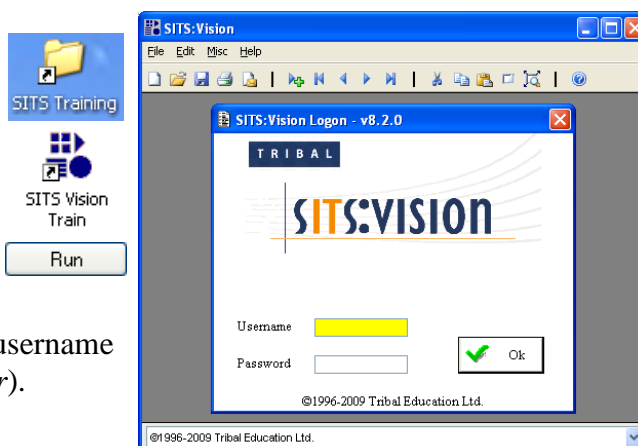 SITS Training
SITS Vision
Train
Run
username
r).
SITS:Vision
File Edit Misc Help
SITS:Vision Logon - v8.2.0
TRIBAL
SITS:VISION
Username
Password
Ok
©1996-2009 Tribal Education Ltd.
©1996-2009 Tribal Education Ltd.